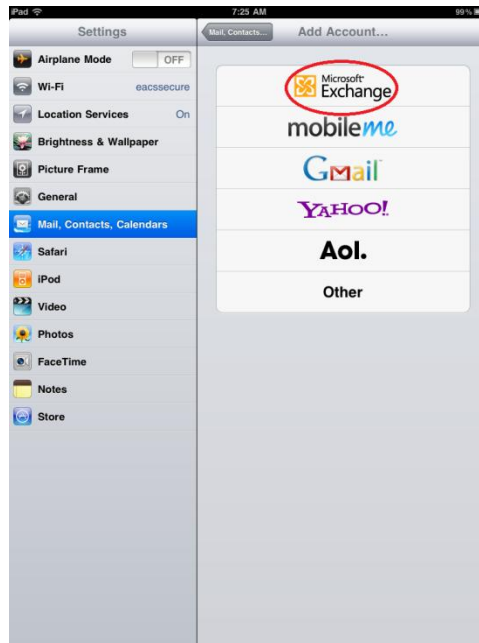 iPad 7:25 AM 99%
Settings
Mail, Contacts... Add Account...
Airplane Mode OFF
Wi-Fi eacssecure
Location Services On
Brightness & Wallpaper
Picture Frame
General
Mail, Contacts, Calendars
Safari
iPod
Video
Photos
FaceTime
Notes
Store
Microsoft
Exchange
mobileme
Gmail
YAHOO!
Aol.
Other